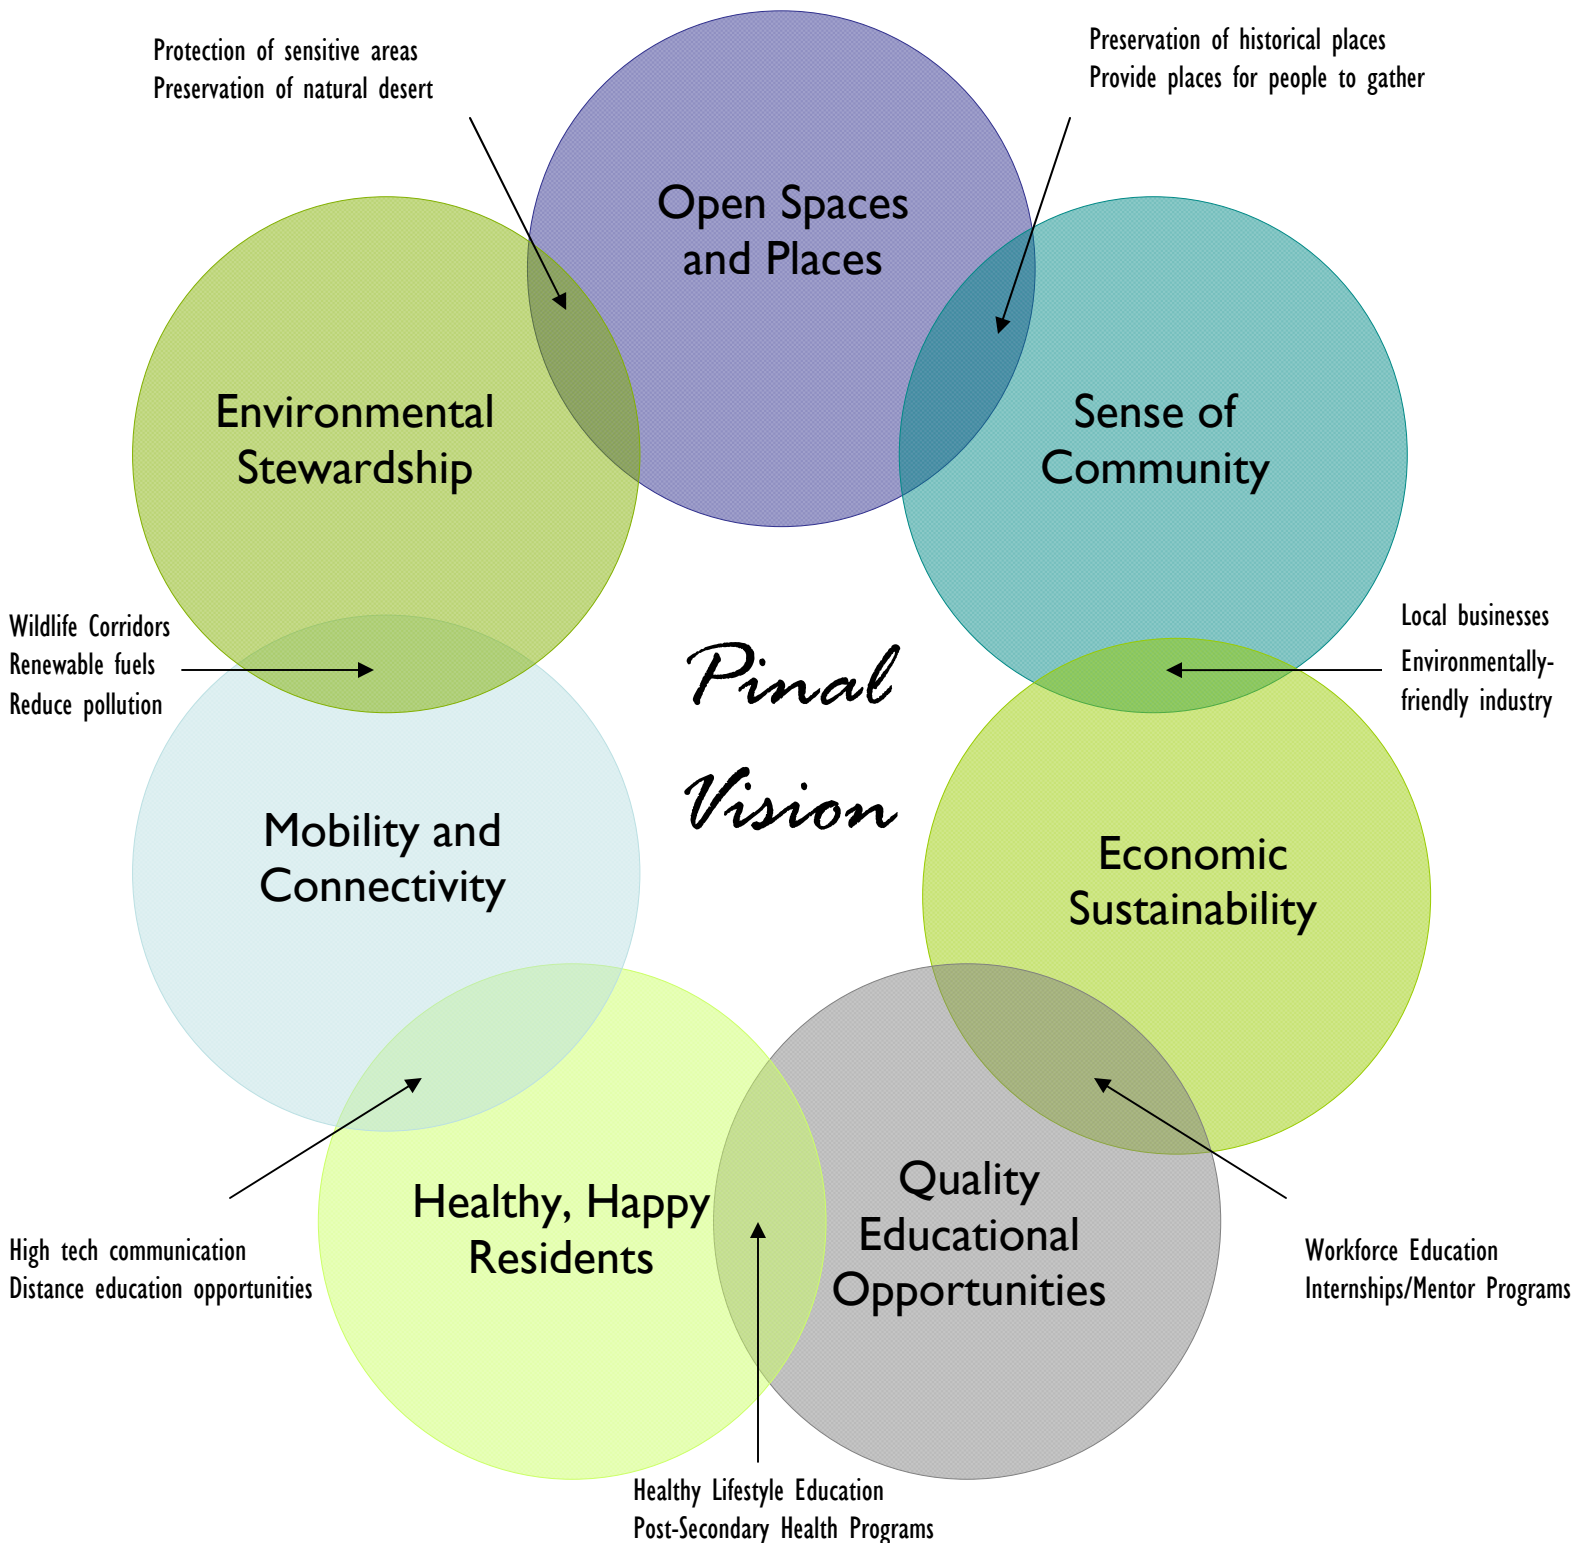 Protection of sensitive areas
Preservation of natural desert
Preservation of historical places
Provide places for people to gather
Open Spaces
and Places
Environmental
Stewardship
Sense of
Community
Wildlife Corridors
Renewable fuels
Reduce pollution
Pinal
Vision
Local businesses
Environmentally-
friendly industry
Mobility and
Connectivity
Economic
Sustainability
Healthy, Happy
Residents
Quality
Educational
Opportunities
High tech communication
Distance education opportunities
Workforce Education
Internships/Mentor Programs
Healthy Lifestyle Education
Post-Secondary Health Programs